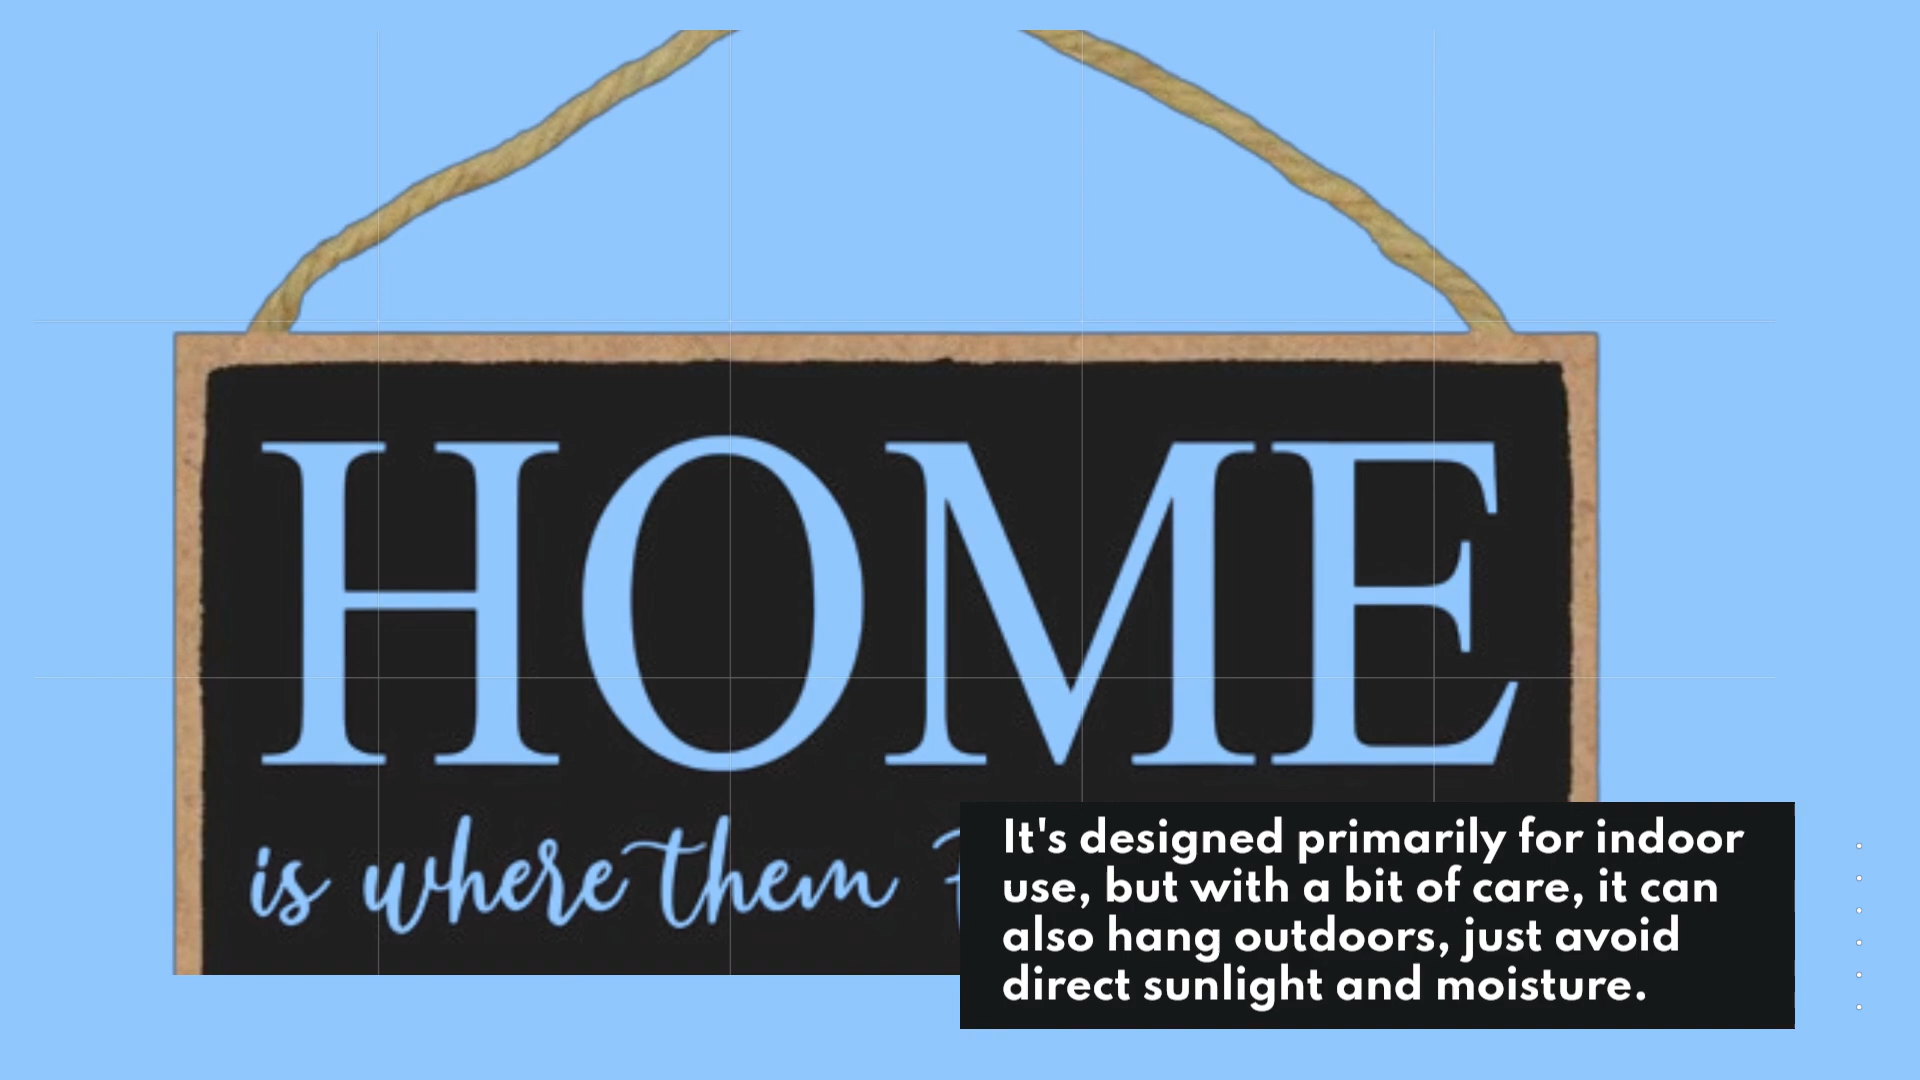 HOME
is where them
It's designed primarily for indoor
use, but with a bit of care, it can
also hang outdoors, just avoid
direct sunlight and moisture.